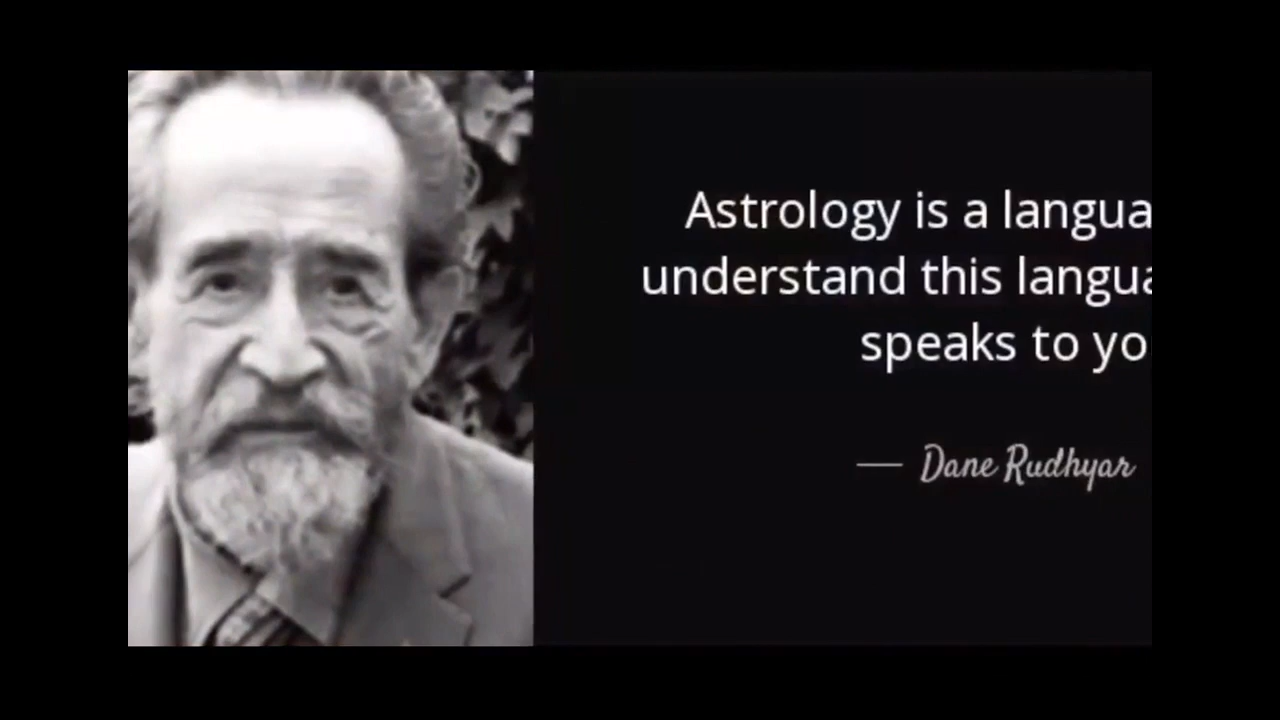 Astrology is a langua
understand this langua
speaks to yo
— Dane Rudhyar